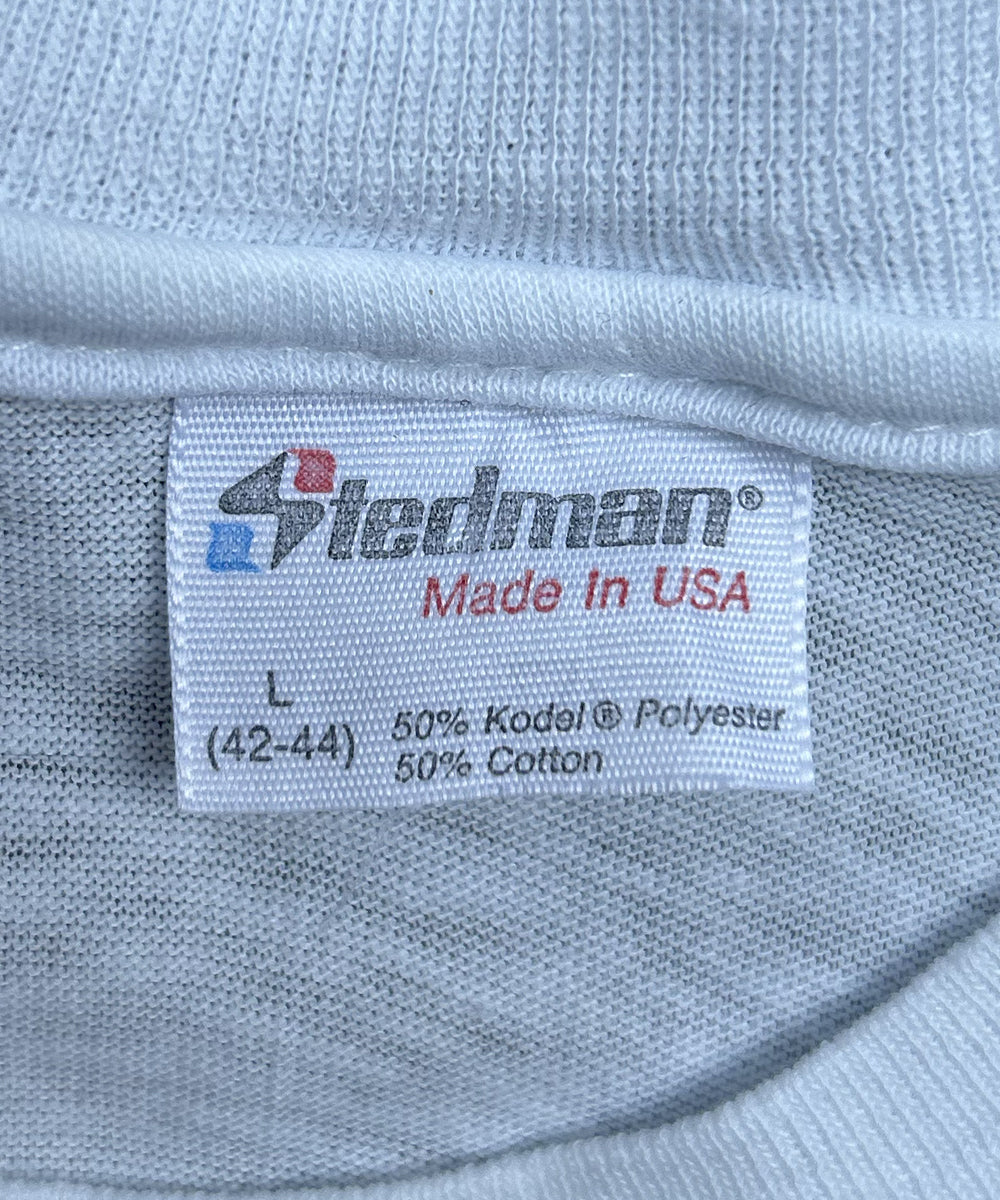 Stedman®
Made In USA
L
(42-44)
50% Kodel® Polyester
50% Cotton